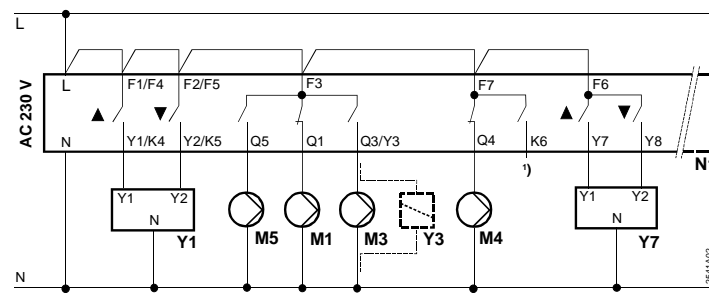 L
L F1/F4 F2/F5 F3 F7 F6
AC 230 V
▲ ▼ ▲ ▼
N Y1/K4 Y2/K5 Q5 Q1 Q3/Y3 Q4 K6 Y7 Y8
¹)
N1
Y1 Y2 Y1 Y2
N N
Y1 M5 M1 M3 Y3 M4 Y7
N